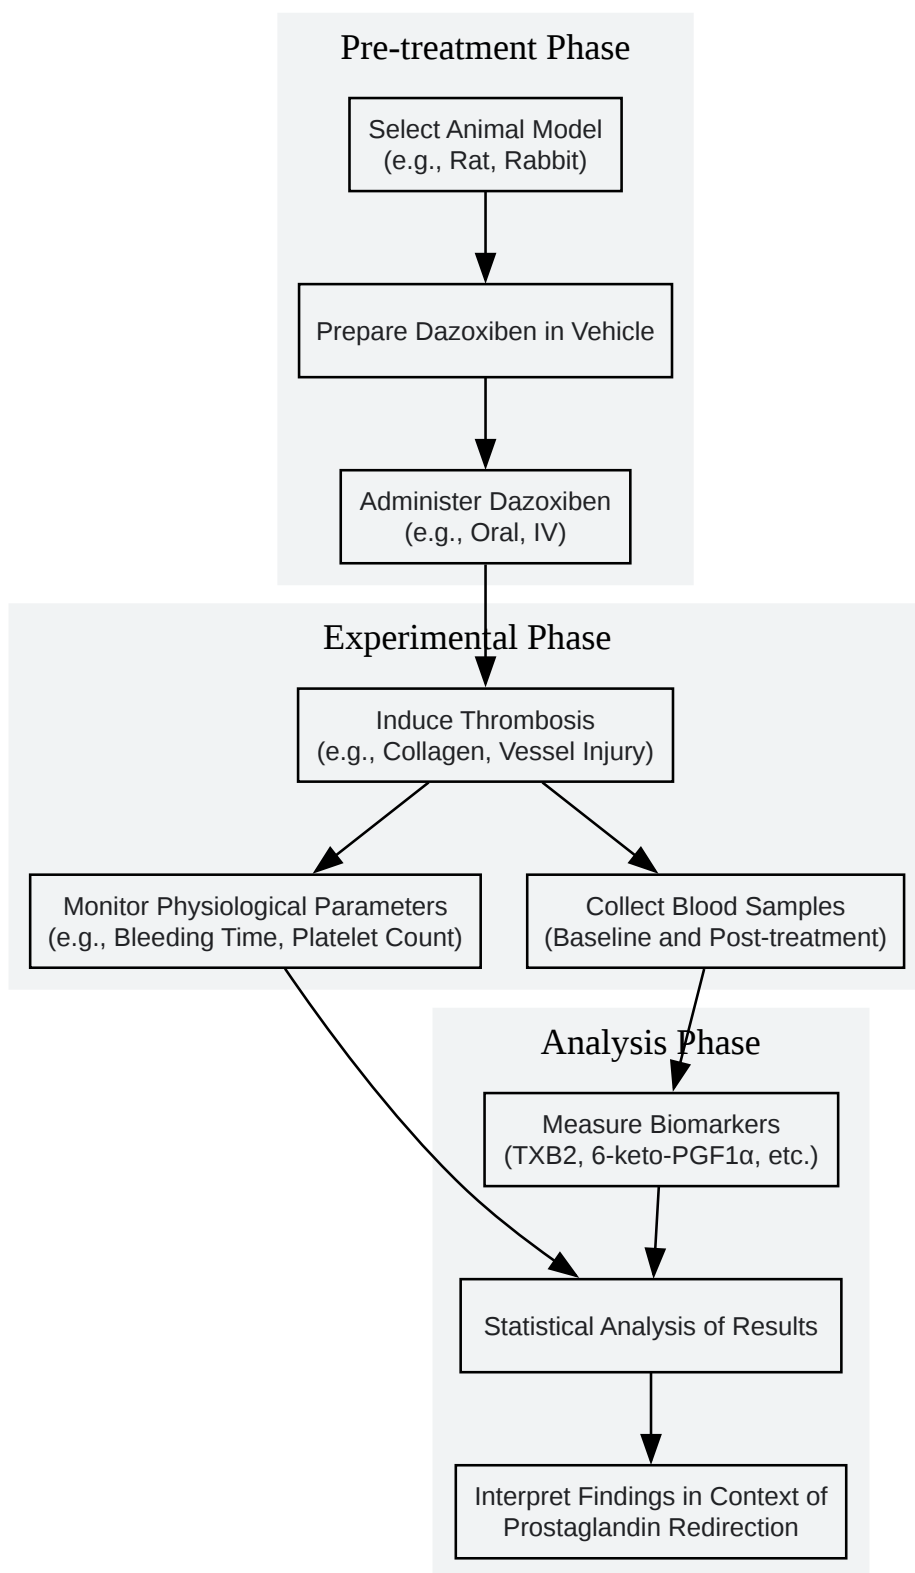 Pre-treatment Phase
Select Animal Model
(e.g., Rat, Rabbit)
Prepare Dazoxiben in Vehicle
Administer Dazoxiben
(e.g., Oral, IV)
Experimental Phase
Induce Thrombosis
(e.g., Collagen, Vessel Injury)
Monitor Physiological Parameters
(e.g., Bleeding Time, Platelet Count)
Collect Blood Samples
(Baseline and Post-treatment)
Analysis Phase
Measure Biomarkers
(TXB2, 6-keto-PGF1α, etc.)
Statistical Analysis of Results
Interpret Findings in Context of
Prostaglandin Redirection